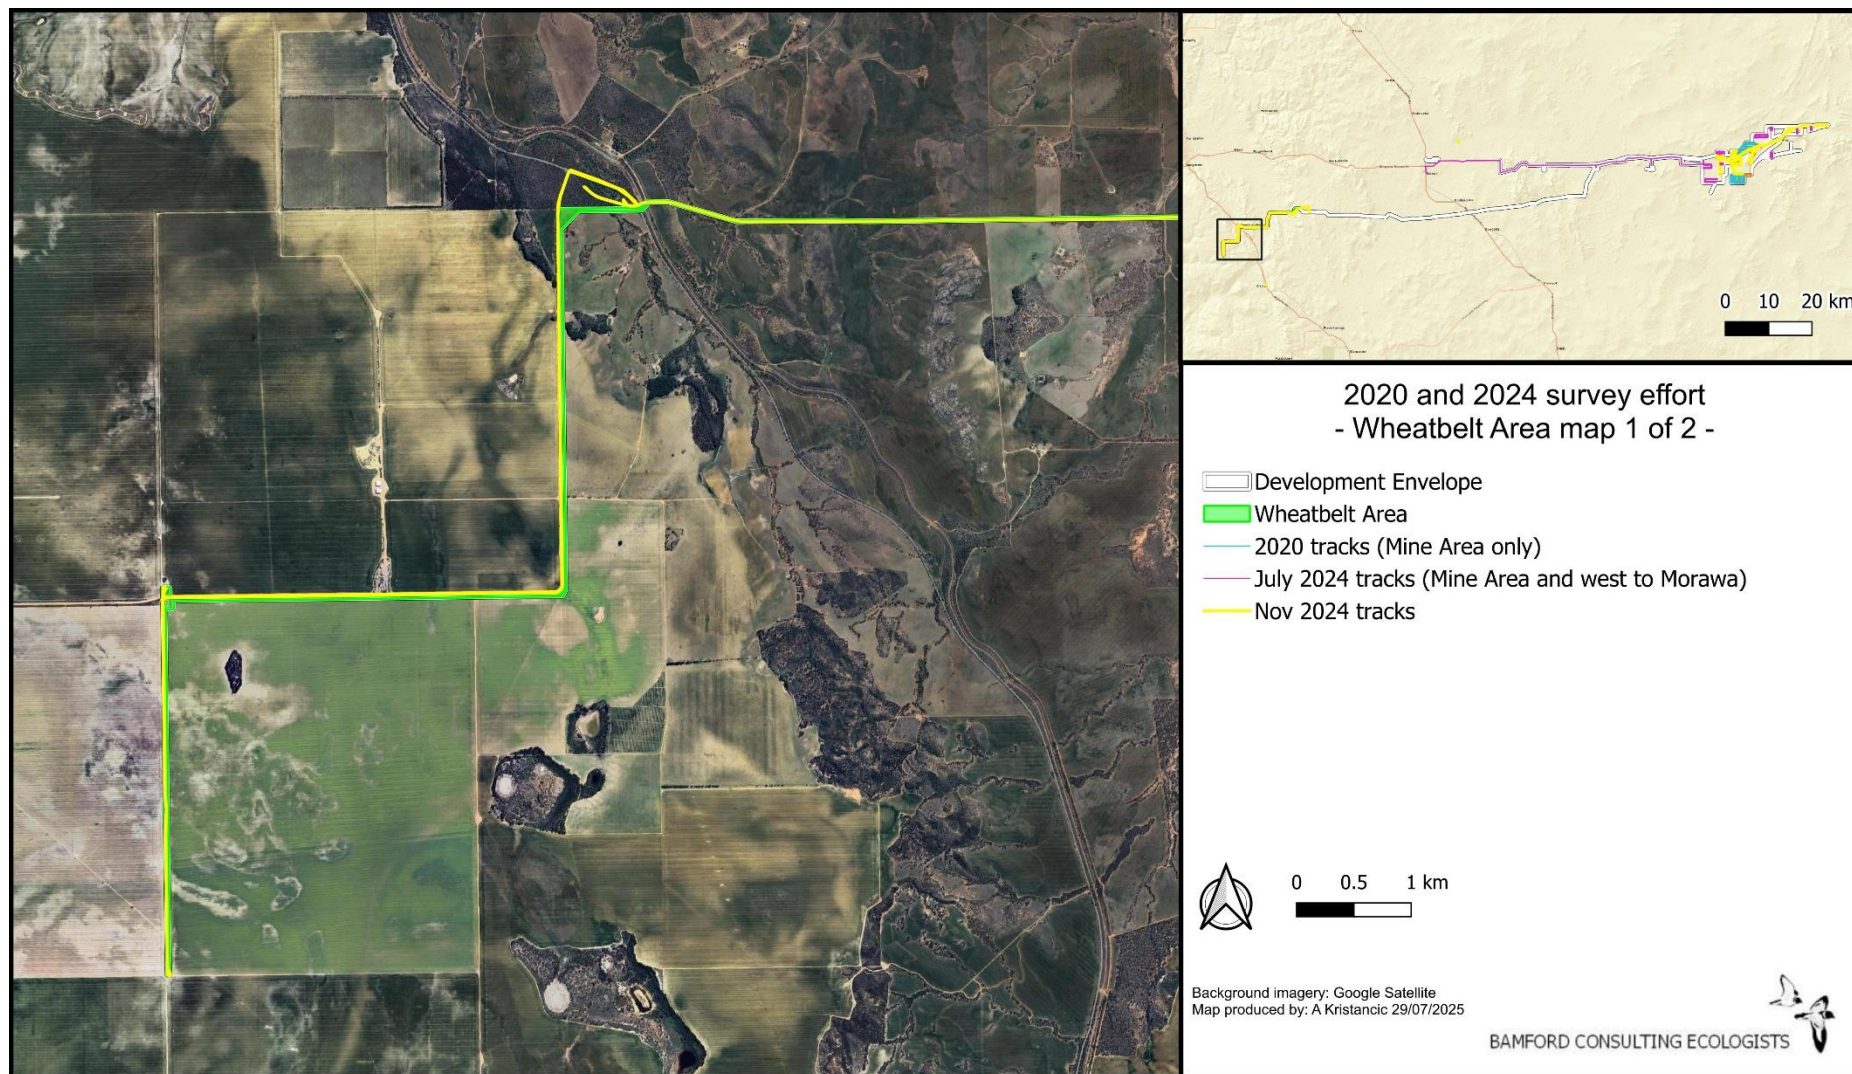 0 10 20 km
2020 and 2024 survey effort
- Wheatbelt Area map 1 of 2 -
Development Envelope
Wheatbelt Area
2020 tracks (Mine Area only)
July 2024 tracks (Mine Area and west to Morawa)
Nov 2024 tracks
0 0.5 1 km
Background imagery: Google Satellite
Map produced by: A Kristancic 29/07/2025
BAMFORD CONSULTING ECOLOGISTS